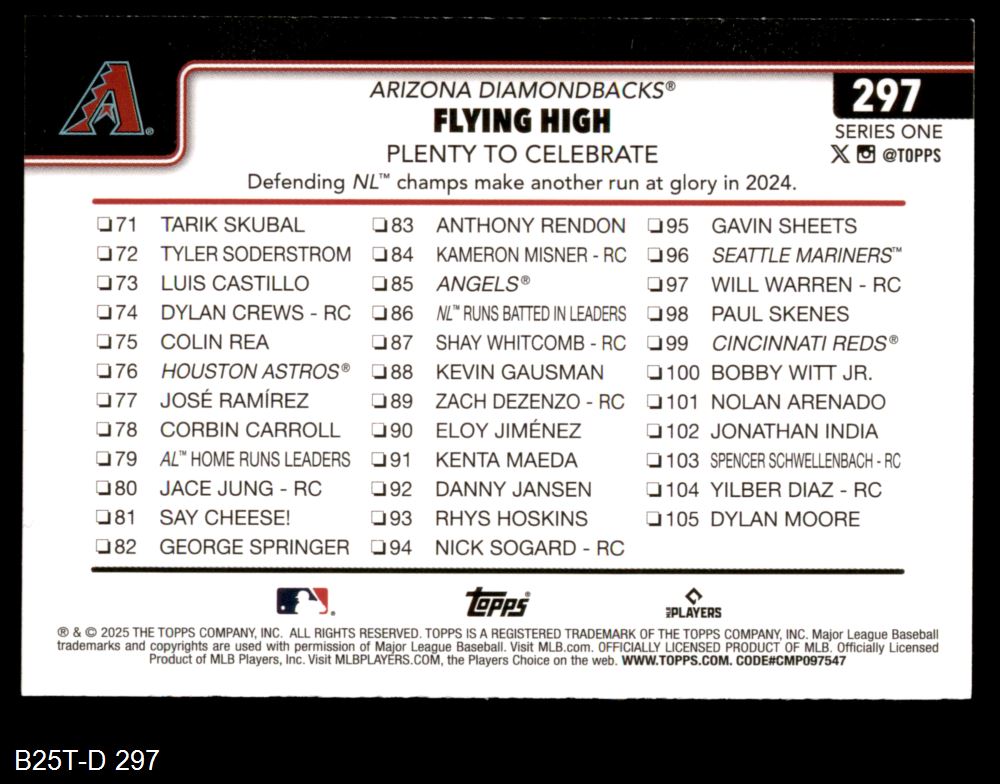 ARIZONA DIAMONDBACKS®
297
FLYING HIGH
SERIES ONE
PLENTY TO CELEBRATE
@TOPPS
Defending NL™ champs make another run at glory in 2024.
71 TARIK SKUBAL
72 TYLER SODERSTROM
73 LUIS CASTILLO
74 DYLAN CREWS - RC
75 COLIN REA
76 HOUSTON ASTROS®
77 JOSÉ RAMÍREZ
78 CORBIN CARROLL
79 AL™ HOME RUNS LEADERS
80 JACE JUNG - RC
81 SAY CHEESE!
82 GEORGE SPRINGER
83 ANTHONY RENDON
84 KAMERON MISNER - RC
85 ANGELS®
86 NL™ RUNS BATTED IN LEADERS
87 SHAY WHITCOMB - RC
88 KEVIN GAUSMAN
89 ZACH DEZENZO - RC
90 ELOY JIMÉNEZ
91 KENTA MAEDA
92 DANNY JANSEN
93 RHYS HOSKINS
94 NICK SOGARD - RC
95 GAVIN SHEETS
96 SEATTLE MARINERS™
97 WILL WARREN - RC
98 PAUL SKENES
99 CINCINNATI REDS®
100 BOBBY WITT JR.
101 NOLAN ARENADO
102 JONATHAN INDIA
103 SPENCER SCHWELLENBACH - RC
104 YILBER DIAZ - RC
105 DYLAN MOORE
Topps®
MLB PLAYERS
® & © 2025 THE TOPPS COMPANY, INC. ALL RIGHTS RESERVED. TOPPS IS A REGISTERED TRADEMARK OF THE TOPPS COMPANY, INC. Major League Baseball
trademarks and copyrights are used with permission of Major League Baseball. Visit MLB.com. OFFICIALLY LICENSED PRODUCT OF MLB. Officially Licensed
Product of MLB Players, Inc. Visit MLBPLAYERS.COM, the Players Choice on the web. WWW.TOPPS.COM. CODE#CMP097547
B25T-D 297